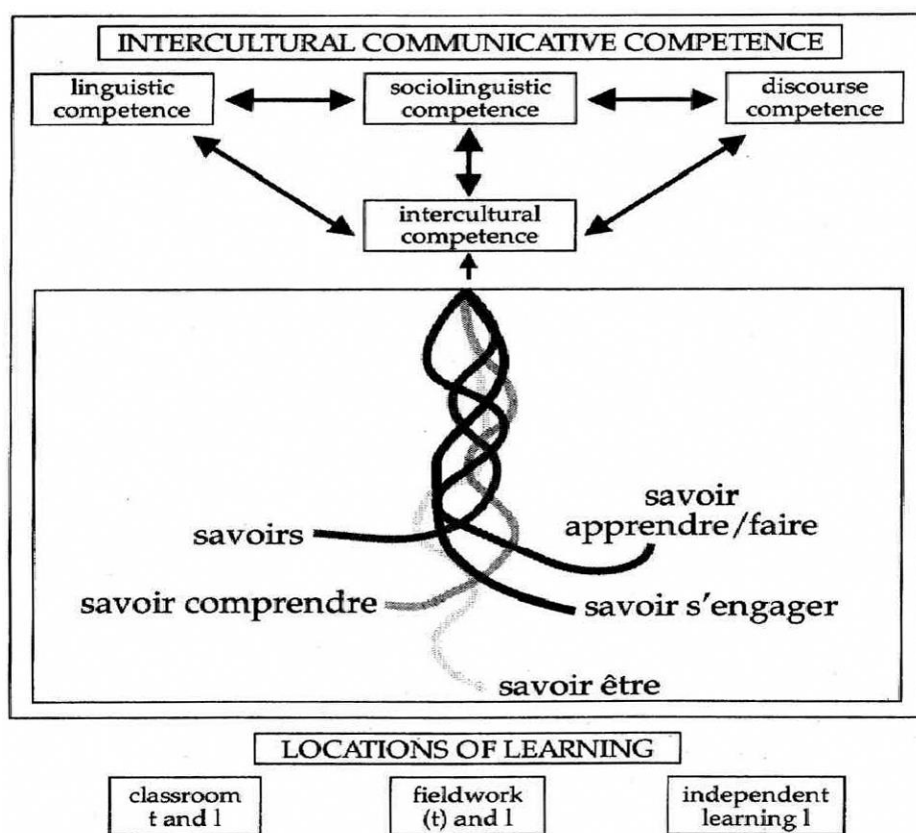 INTERCULTURAL COMMUNICATIVE COMPETENCE
linguistic
competence
sociolinguistic
competence
discourse
competence
intercultural
competence
savoirs
savoir
apprendre/faire
savoir comprendre
savoir s'engager
savoir être
LOCATIONS OF LEARNING
classroom
t and l
fieldwork
(t) and l
independent
learning l